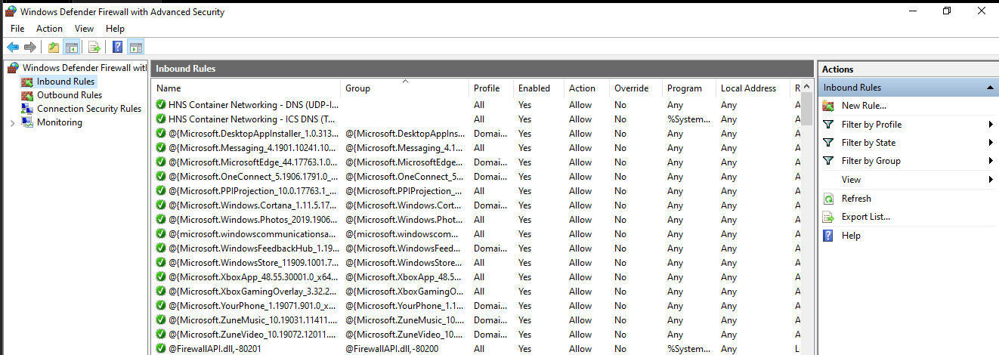 Windows Defender Firewall with Advanced Security
File Action View Help
Windows Defender Firewall wit
Inbound Rules
Outbound Rules
Connection Security Rules
Monitoring
Inbound Rules
Name Group Profile Enabled Action Override Program Local Address R
HNS Container Networking - DNS (UDP-I... All Yes Allow No Any Any A
HNS Container Networking - ICS DNS (T... All Yes Allow No %System... Any A
@{Microsoft.DesktopAppInstaller_1.0.313... @{Microsoft.DesktopAppIns... Domai... Yes Allow No Any Any A
@{Microsoft.Messaging_4.1901.10241.10... @{Microsoft.Messaging_4.1... All Yes Allow No Any Any A
@{Microsoft.MicrosoftEdge_44.17763.1.0... @{Microsoft.MicrosoftEdge... Domai... Yes Allow No Any Any A
@{Microsoft.OneConnect_5.1906.1791.0_... @{Microsoft.OneConnect_5... Domai... Yes Allow No Any Any A
@{Microsoft.PPIProjection_10.0.17763.1_... @{Microsoft.PPIProjection_... All Yes Allow No Any Any A
@{Microsoft.Windows.Cortana_1.11.5.17... @{Microsoft.Windows.Cort... Domai... Yes Allow No Any Any A
@{Microsoft.Windows.Photos_2019.1906... @{Microsoft.Windows.Phot... All Yes Allow No Any Any A
@{microsoft.windowscommunicationsa... @{microsoft.windowscom... All Yes Allow No Any Any A
@{Microsoft.WindowsFeedbackHub_1.19... @{Microsoft.WindowsFeed... Domai... Yes Allow No Any Any A
@{Microsoft.WindowsStore_11909.1001.7... @{Microsoft.WindowsStore... All Yes Allow No Any Any A
@{Microsoft.XboxApp_48.55.30001.0_x64... @{Microsoft.XboxApp_48.5... All Yes Allow No Any Any A
@{Microsoft.XboxGamingOverlay_3.32.2... @{Microsoft.XboxGamingO... All Yes Allow No Any Any A
@{Microsoft.YourPhone_1.19071.901.0_x... @{Microsoft.YourPhone_1.1... Domai... Yes Allow No Any Any A
@{Microsoft.ZuneMusic_10.19031.11411.... @{Microsoft.ZuneMusic_10.... Domai... Yes Allow No Any Any A
@{Microsoft.ZuneVideo_10.19072.12011.... @{Microsoft.ZuneVideo_10.... Domai... Yes Allow No Any Any A
@FirewallAPI.dll,-80201 @FirewallAPI.dll,-80200 All Yes Allow No %System... Any L
Actions
Inbound Rules
New Rule...
Filter by Profile
Filter by State
Filter by Group
View
Refresh
Export List...
Help